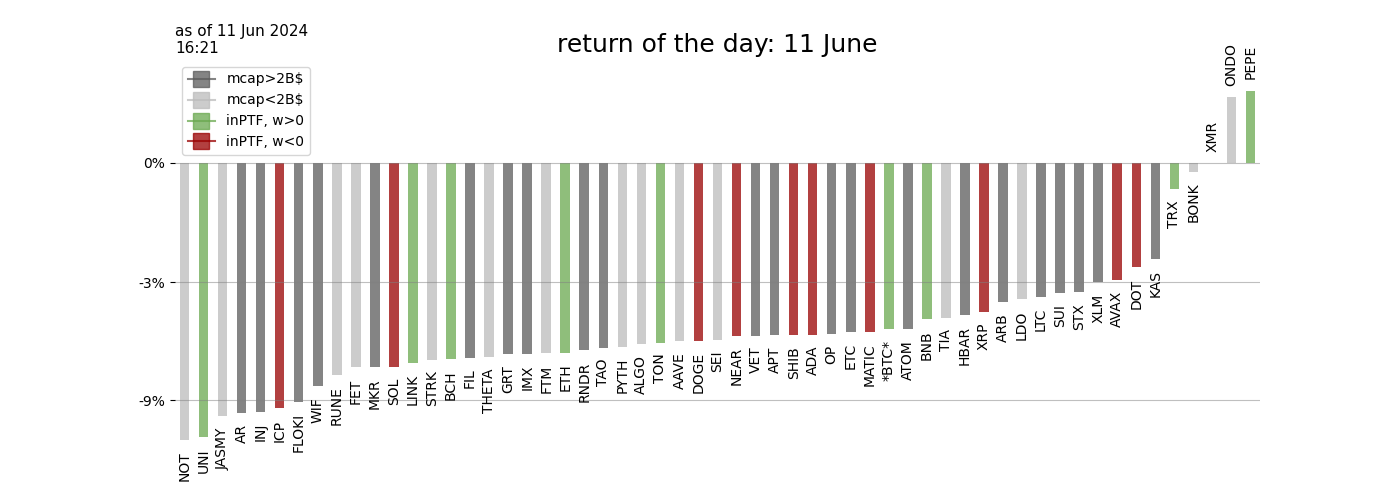 as of 11 Jun 2024
16:21
return of the day: 11 June
mcap>2B$
mcap<2B$
inPTF, w>0
inPTF, w<0
0%
-3%
-9%
NOT
UNI
JASMY
AR
INJ
ICP
FLOKI
WIF
RUNE
FET
MKR
SOL
LINK
STRK
BCH
FIL
THETA
GRT
IMX
FTM
ETH
RNDR
TAO
PYTH
ALGO
TON
AAVE
DOGE
SEI
NEAR
VET
APT
SHIB
ADA
OP
ETC
MATIC
*BTC*
ATOM
BNB
TIA
HBAR
XRP
ARB
LDO
LTC
SUI
STX
XLM
AVAX
DOT
KAS
TRX
BONK
XMR
ONDO
PEPE